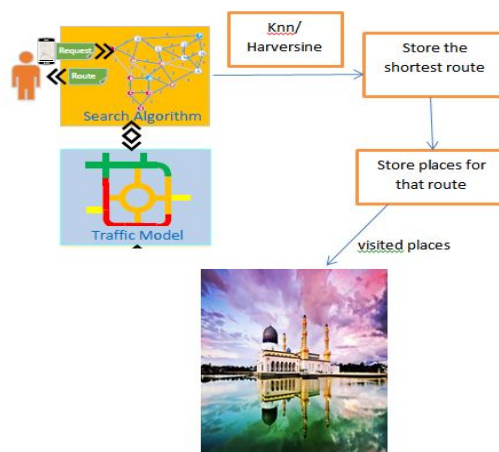 Request
Route
Search Algorithm
Traffic Model
Knn/
Harversine
Store the
shortest route
Store places for
that route
visited places